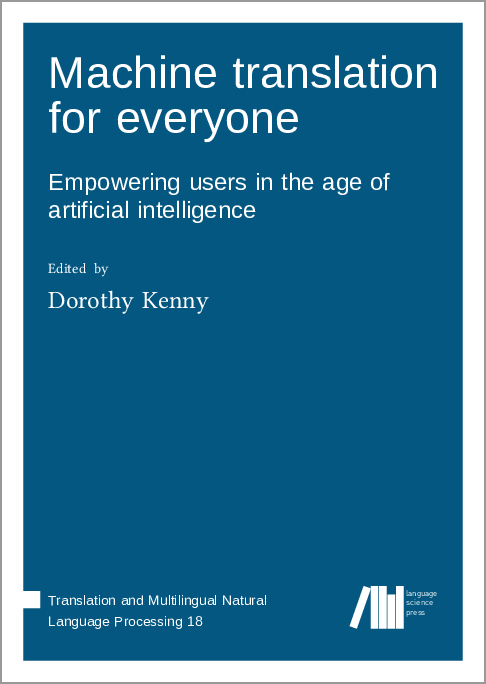 Machine translation
for everyone
Empowering users in the age of
artificial intelligence
Edited by
Dorothy Kenny
Translation and Multilingual Natural
Language Processing 18
language
science
press